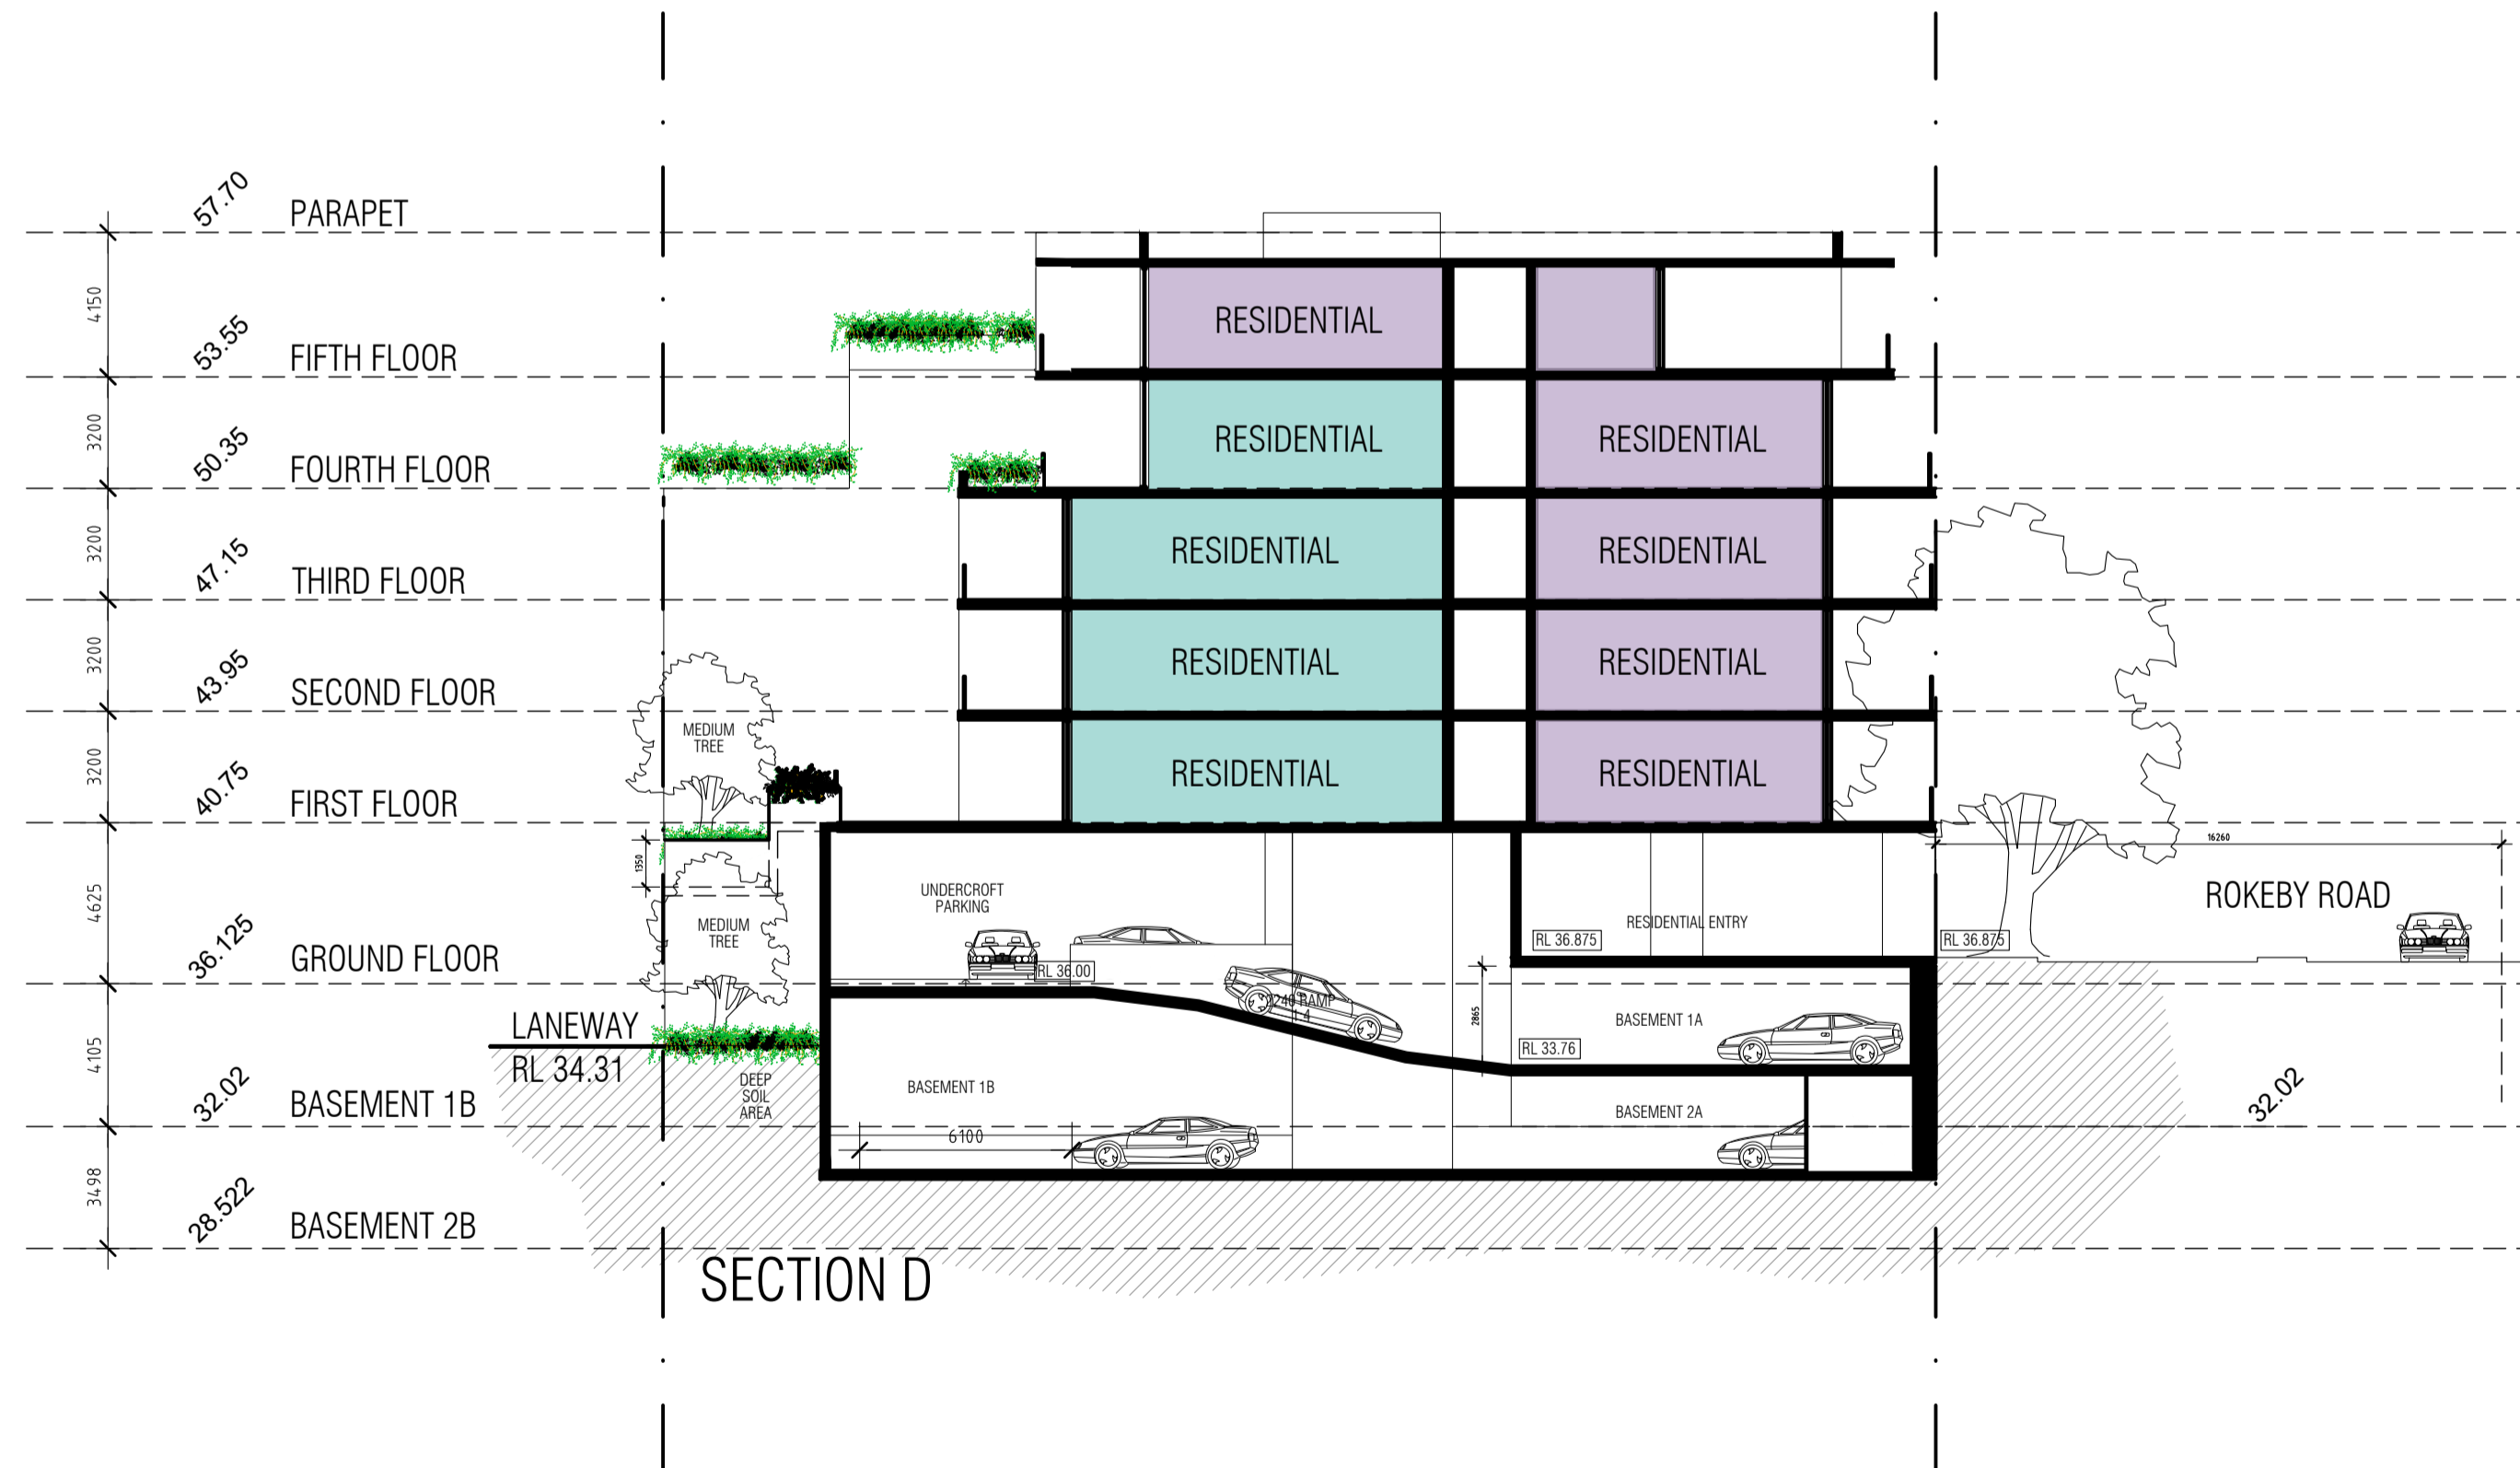 57.70 PARAPET
4150
53.55 FIFTH FLOOR
3200
50.35 FOURTH FLOOR
3200
47.15 THIRD FLOOR
3200
43.95 SECOND FLOOR
3200
40.75 FIRST FLOOR
4625
36.125 GROUND FLOOR
4105
32.02 BASEMENT 1B
3498
28.522 BASEMENT 2B
RESIDENTIAL
RESIDENTIAL RESIDENTIAL
RESIDENTIAL RESIDENTIAL
RESIDENTIAL RESIDENTIAL
RESIDENTIAL RESIDENTIAL
MEDIUM
TREE
1350
MEDIUM
TREE
LANEWAY
RL 34.31
DEEP
SOIL
AREA
UNDERCROFT
PARKING
RL 36.00
RAMP
1:4
2865
RESIDENTIAL ENTRY
RL 36.875
RL 36.875
16260
ROKEBY ROAD
BASEMENT 1A
RL 33.76
BASEMENT 1B
6100
BASEMENT 2A
32.02
SECTION D